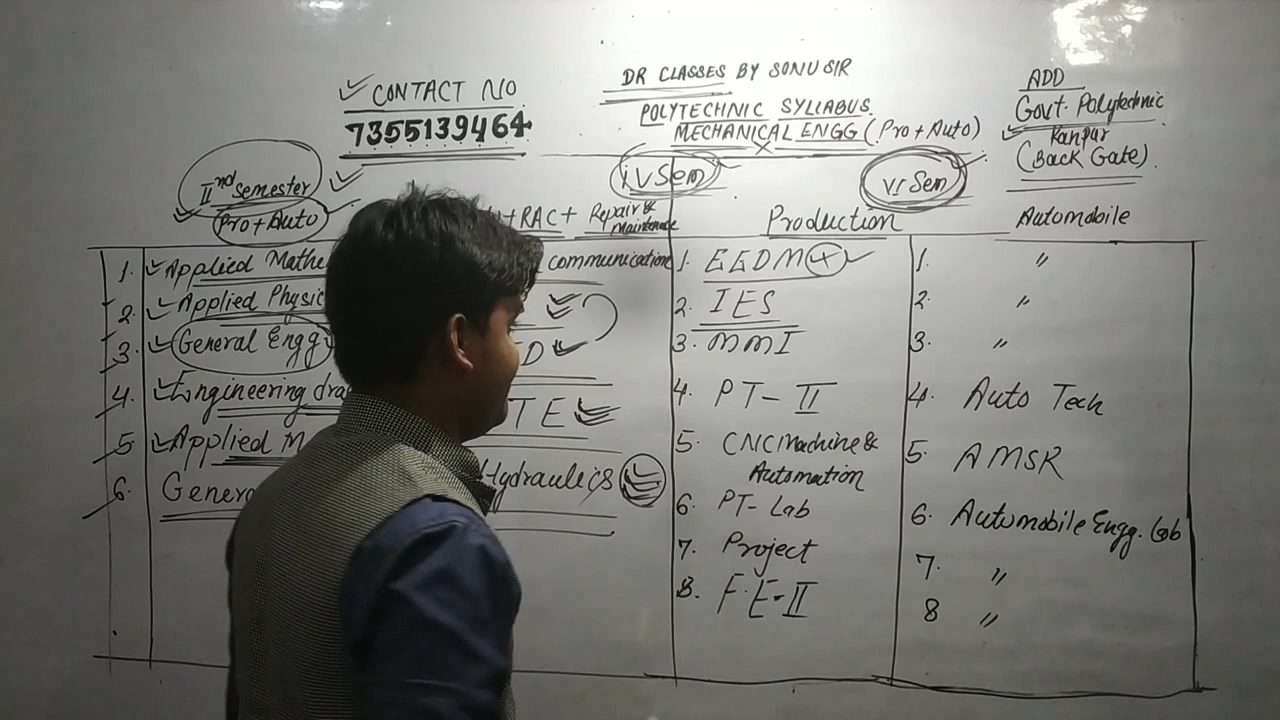 DR CLASSES BY SONU SIR
POLYTECHNIC SYLLABUS
MECHANICAL ENGG (Pro + Auto)
CONTACT NO
7355139464
ADD
Govt. Polytechnic
Kanpur
(Back Gate)
IInd Semester
Pro + Auto
1. Applied Mathe
2. Applied Physic
3. General Engg
4. Engineering dra
5. Applied M
6. Genera
IV Sem
+ RAC + Repair & Maintenance
communication
D
TE
Hydraulics
VI Sem
Production
1. EEDM (+)
2. IES
3. MMI
4. PT-II
5. CNC Machine &
Automation
6. PT-Lab
7. Project
8. F.E-II
Automobile
1. "
2. "
3. "
4. Auto Tech
5. AMSR
6. Automobile Engg. Lab
7. "
8 "